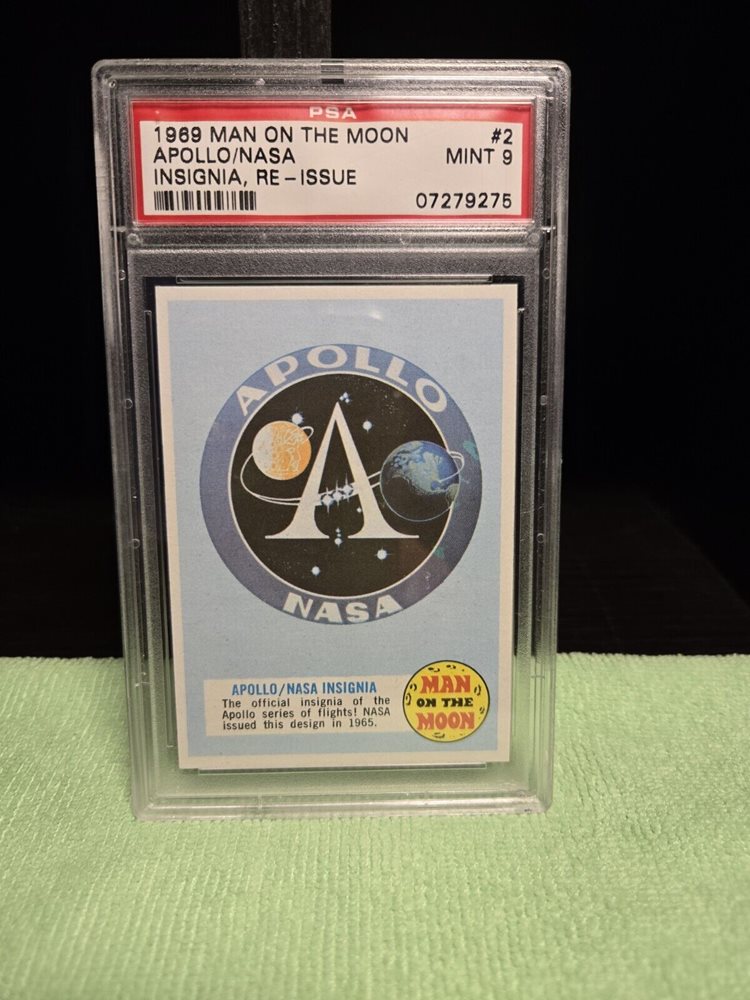 PSA
1969 MAN ON THE MOON #2
APOLLO/NASA MINT 9
INSIGNIA, RE-ISSUE
07279275
APOLLO
A
NASA
APOLLO/NASA INSIGNIA
The official insignia of the
Apollo series of flights! NASA
issued this design in 1965.
MAN
ON THE
MOON